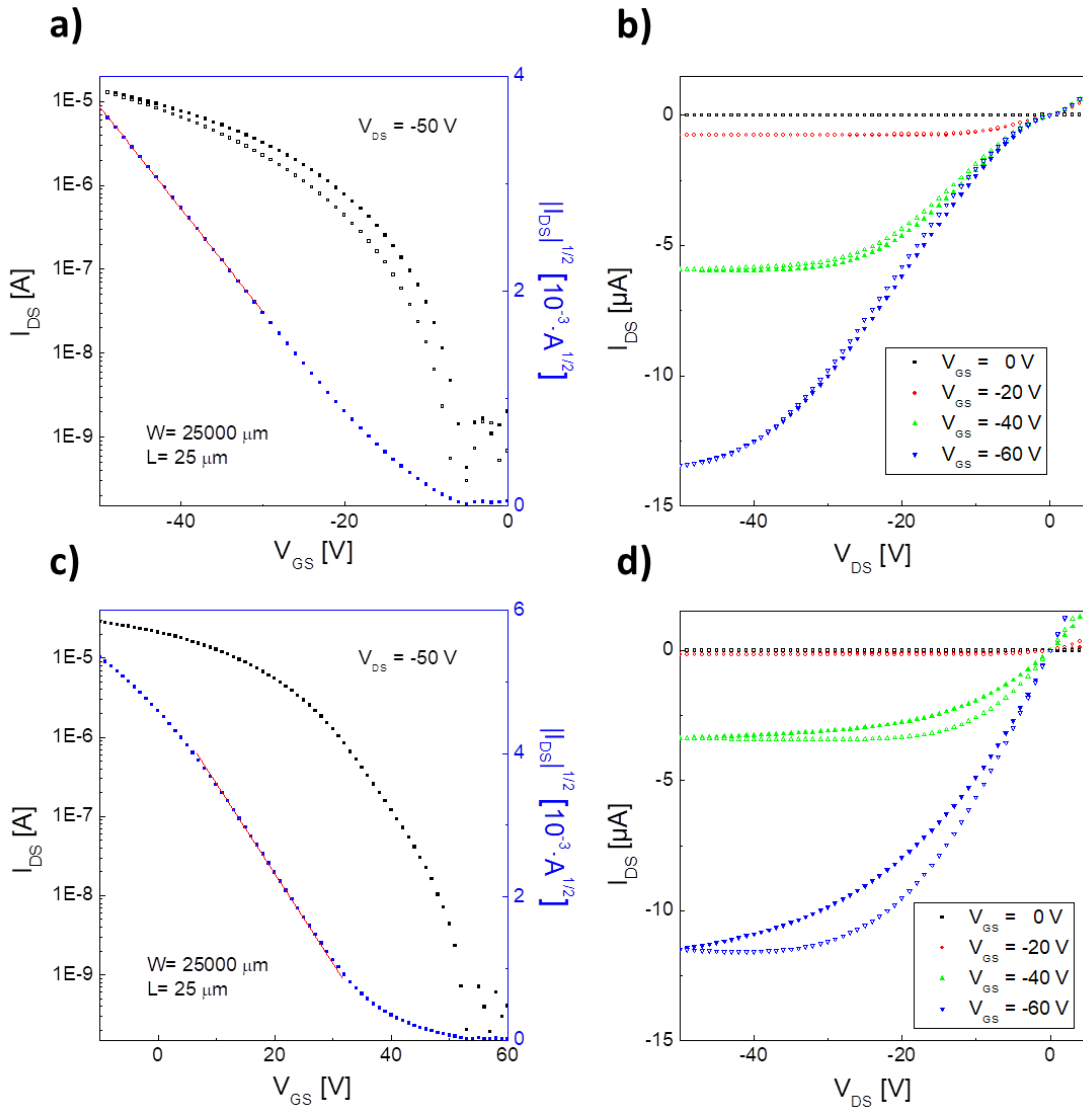 a)
1E-5
1E-6
1E-7
1E-8
1E-9
I_DS [A]
V_DS = -50 V
W= 25000 μm
L= 25 μm
-40
-20
0
V_GS [V]
4
2
0
||I_DS|^1/2 [10^-3·A^1/2]
b)
0
-5
-10
-15
I_DS [μA]
V_GS = 0 V
V_GS = -20 V
V_GS = -40 V
V_GS = -60 V
-40
-20
0
V_DS [V]
c)
1E-5
1E-6
1E-7
1E-8
1E-9
I_DS [A]
V_DS = -50 V
W= 25000 μm
L= 25 μm
0
20
40
60
V_GS [V]
6
4
2
0
||I_DS|^1/2 [10^-3·A^1/2]
d)
0
-5
-10
-15
I_DS [μA]
V_GS = 0 V
V_GS = -20 V
V_GS = -40 V
V_GS = -60 V
-40
-20
0
V_DS [V]